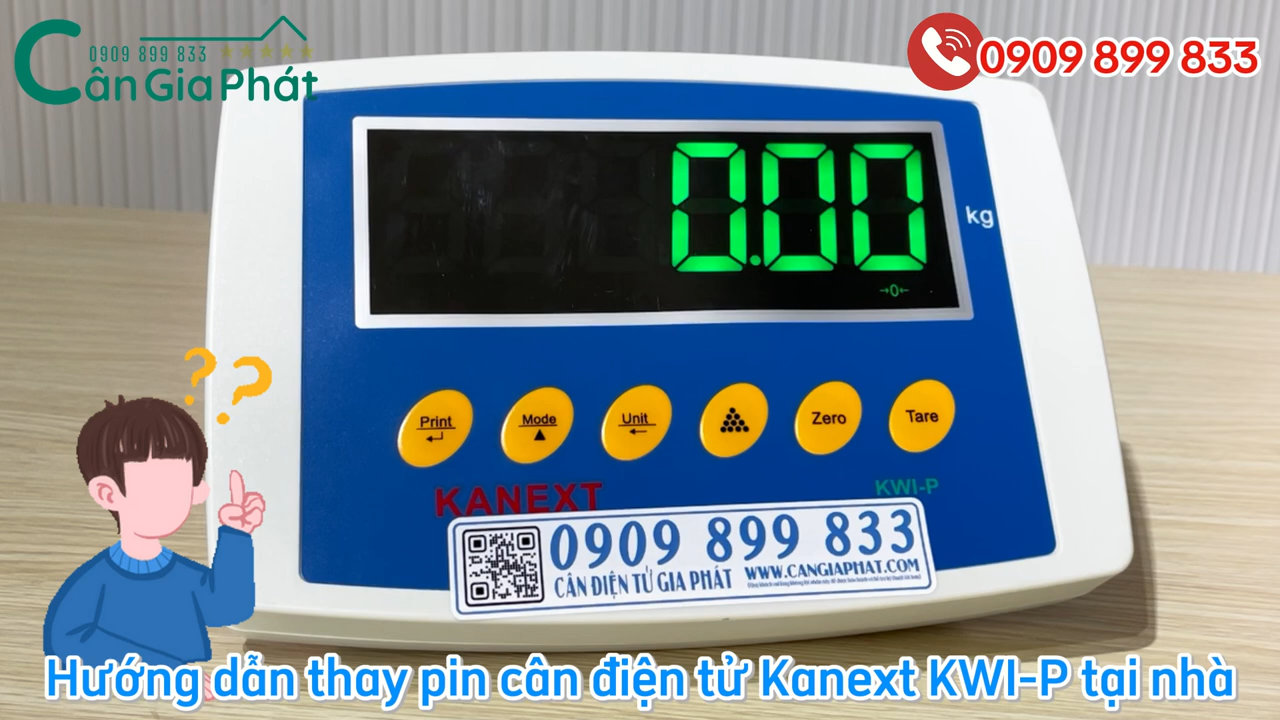 0909 899 833
Cân Gia Phát
0909 899 833
0.00
kg
→0←
Print
Mode
Unit
Zero
Tare
KANEXT
KWI-P
0909 899 833
CÂN ĐIỆN TỬ GIA PHÁT WWW.CANGIAPHAT.COM
??
Hướng dẫn thay pin cân điện tử Kanext KWI-P tại nhà